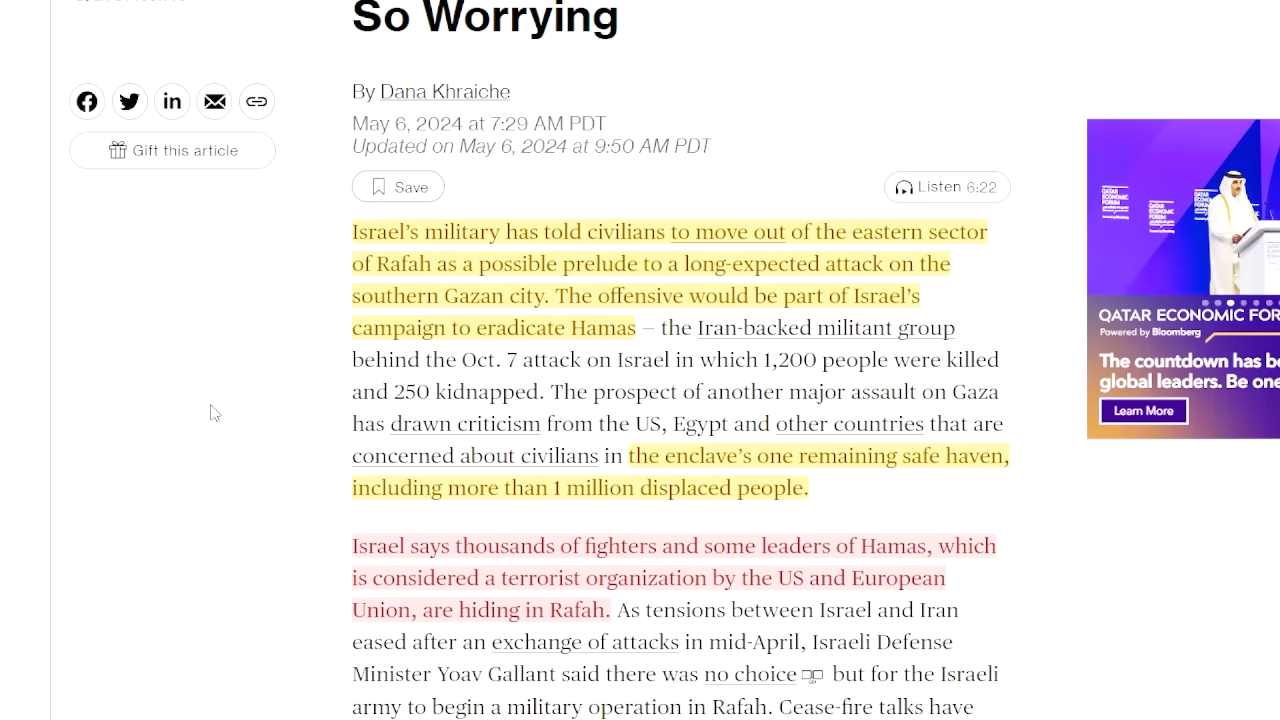 So Worrying
By Dana Khraiche
May 6, 2024 at 7:29 AM PDT
Updated on May 6, 2024 at 9:50 AM PDT
Gift this article
Save
Listen 6:22
Israel’s military has told civilians to move out of the eastern sector
of Rafah as a possible prelude to a long-expected attack on the
southern Gazan city. The offensive would be part of Israel’s
campaign to eradicate Hamas – the Iran-backed militant group
behind the Oct. 7 attack on Israel in which 1,200 people were killed
and 250 kidnapped. The prospect of another major assault on Gaza
has drawn criticism from the US, Egypt and other countries that are
concerned about civilians in the enclave’s one remaining safe haven,
including more than 1 million displaced people.
Israel says thousands of fighters and some leaders of Hamas, which
is considered a terrorist organization by the US and European
Union, are hiding in Rafah. As tensions between Israel and Iran
eased after an exchange of attacks in mid-April, Israeli Defense
Minister Yoav Gallant said there was no choice but for the Israeli
army to begin a military operation in Rafah. Cease-fire talks have
QATAR ECONOMIC FOR
Powered by Bloomberg
The countdown has be
global leaders. Be one
Learn More